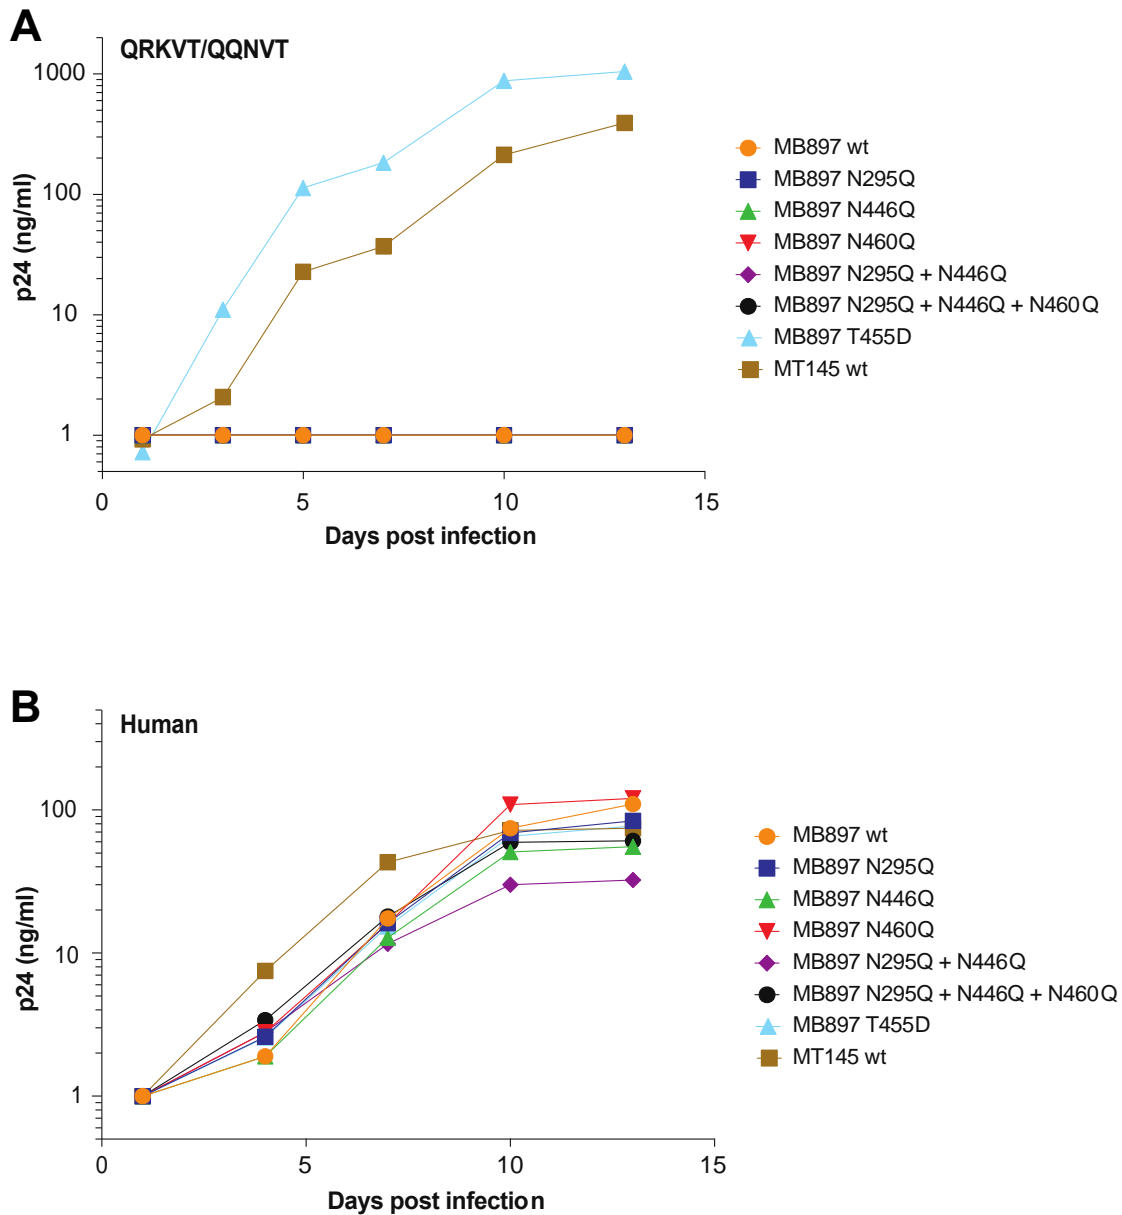 A
QRKVT/QQNVT
1000
100
10
1
p24 (ng/ml)
0
5
10
15
Days post infection
MB897 wt
MB897 N295Q
MB897 N446Q
MB897 N460Q
MB897 N295Q + N446Q
MB897 N295Q + N446Q + N460Q
MB897 T455D
MT145 wt
B
Human
100
10
1
p24 (ng/ml)
0
5
10
15
Days post infection
MB897 wt
MB897 N295Q
MB897 N446Q
MB897 N460Q
MB897 N295Q + N446Q
MB897 N295Q + N446Q + N460Q
MB897 T455D
MT145 wt